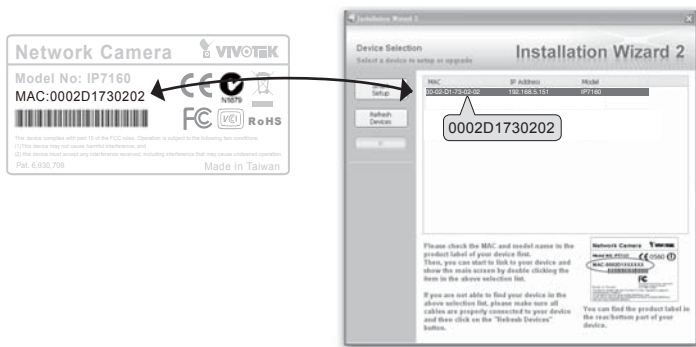 Network Camera
VIVOTEK
Model No: IP7160
MAC:0002D1730202
N1879
FC
VCI
RoHS
This device complies with part 15 of the FCC rules. Operation is subject to the following two conditions:
(1)This device may not cause harmful interference, and
(2) this device must accept any interference received, including interference that may cause undesired operation.
Pat. 6,930,709
Made in Taiwan
Installation Wizard 2
Device Selection
Select a device to setup or upgrade
Installation Wizard 2
Setup
Refresh
Devices
MAC IP Address Model
00-02-D1-73-02-02 192.168.5.151 IP7160
0002D1730202
Please check the MAC and model name in the
product label of your device first.
Then, you can start to link to your device and
show the main screen by double clicking the
item in the above selection list.
If you are not able to find your device in the
above selection list, please make sure all
cables are properly connected to your device
and then click on the "Refresh Devices"
button.
Network Camera
MAC:0002D1XXXXXX
0560
FC
You can find the product label in
the rear/bottom part of your
device.